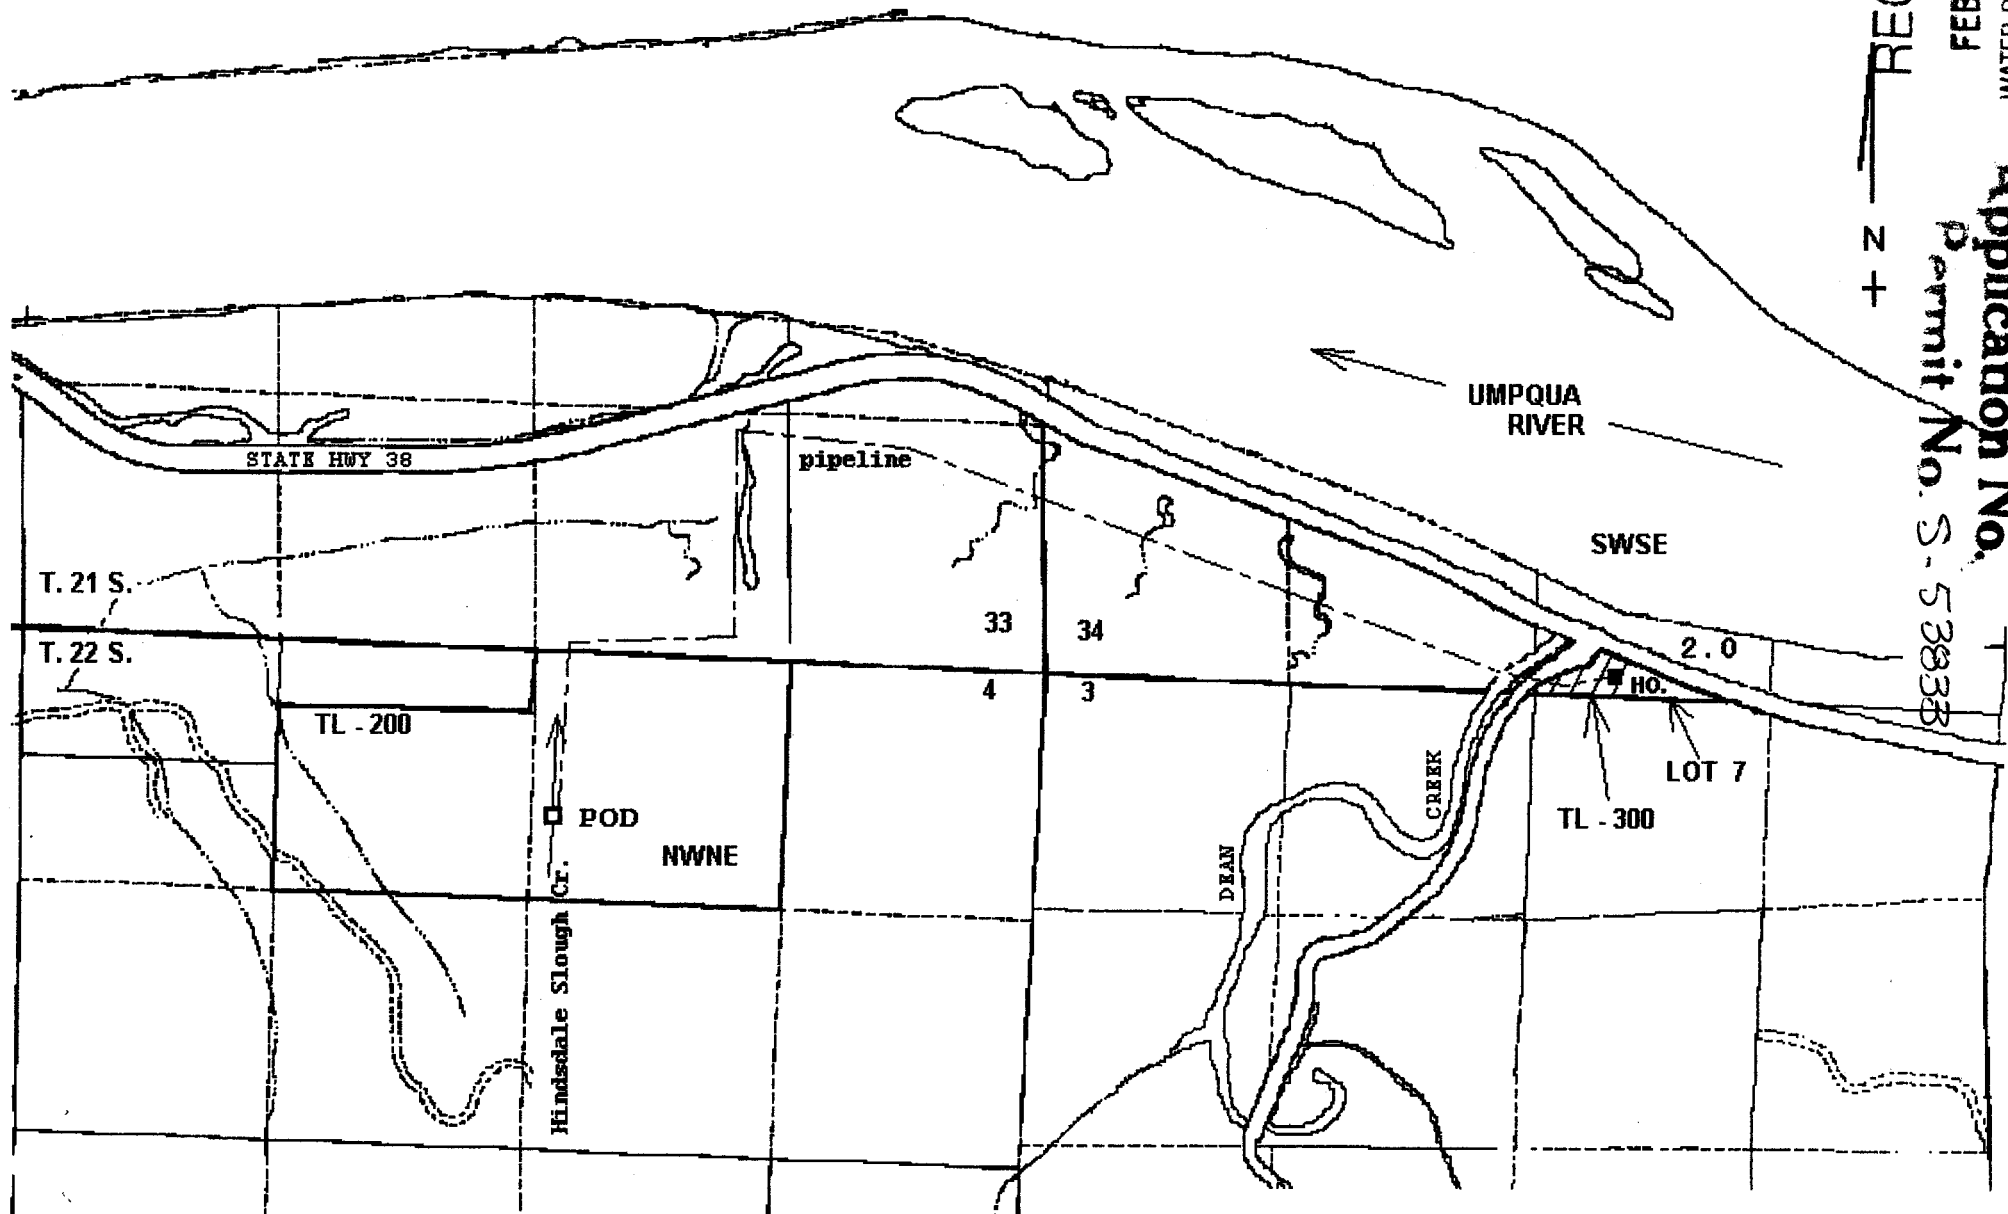 UMPQUA
RIVER
STATE HWY 38
pipeline
SWSE
T. 21 S.
T. 22 S.
33
34
4
3
2.0
HO.
TL - 200
LOT 7
TL - 300
POD
NWNE
CREEK
DEAN
Hindsdale Slough Cr.
N
FEB
Application No.
Permit No. S-53833